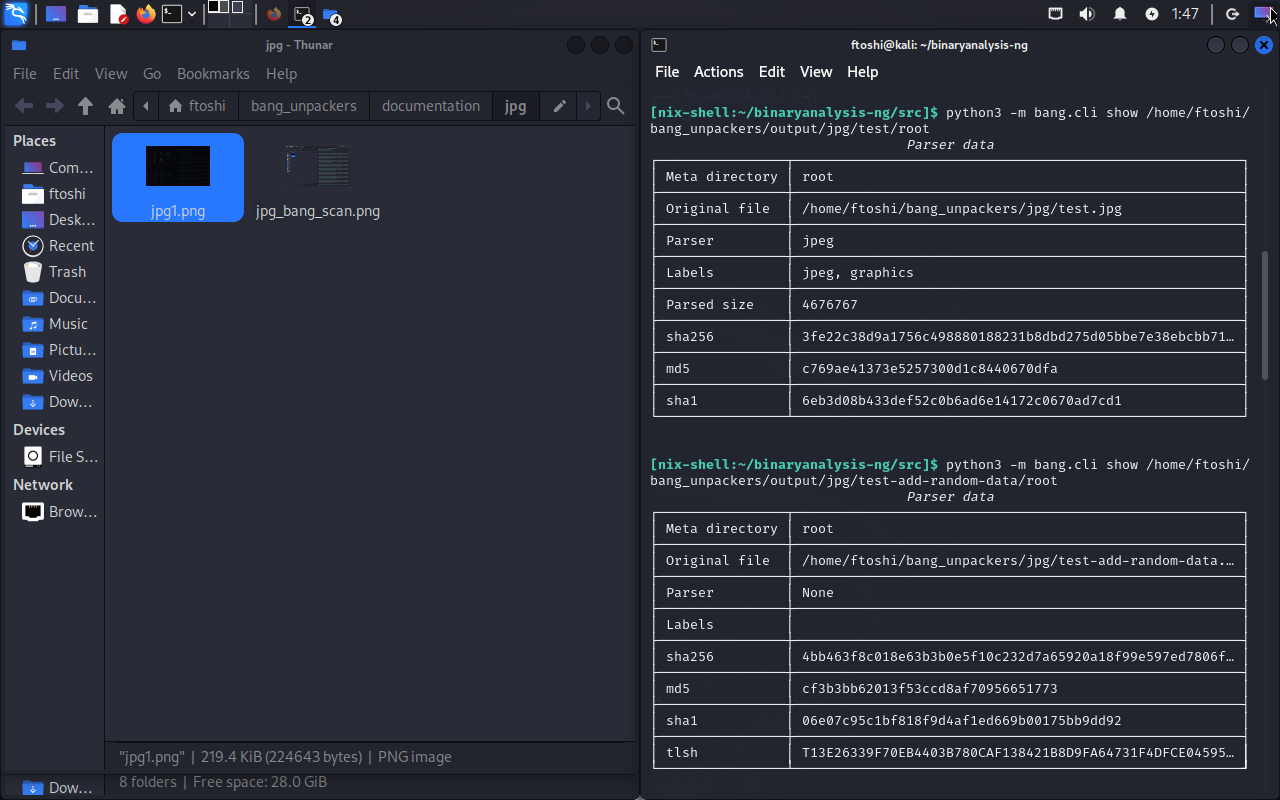 2
4
1:47
jpg - Thunar
File Edit View Go Bookmarks Help
ftoshi bang_unpackers documentation jpg
Places
Com...
ftoshi
Desk...
Recent
Trash
Docu...
Music
Pictu...
Videos
Dow...
Devices
File S...
Network
Brow...
jpg1.png jpg_bang_scan.png
"jpg1.png" | 219.4 KiB (224643 bytes) | PNG image
Dow... 8 folders | Free space: 28.0 GiB
ftoshi@kali: ~/binaryanalysis-ng
File Actions Edit View Help
[nix-shell:~/binaryanalysis-ng/src]$ python3 -m bang.cli show /home/ftoshi/
bang_unpackers/output/jpg/test/root
Parser data
Meta directory root
Original file /home/ftoshi/bang_unpackers/jpg/test.jpg
Parser jpeg
Labels jpeg, graphics
Parsed size 4676767
sha256 3fe22c38d9a1756c498880188231b8dbd275d05bbe7e38ebcbb71…
md5 c769ae41373e5257300d1c8440670dfa
sha1 6eb3d08b433def52c0b6ad6e14172c0670ad7cd1
[nix-shell:~/binaryanalysis-ng/src]$ python3 -m bang.cli show /home/ftoshi/
bang_unpackers/output/jpg/test-add-random-data/root
Parser data
Meta directory root
Original file /home/ftoshi/bang_unpackers/jpg/test-add-random-data.…
Parser None
Labels
sha256 4bb463f8c018e63b3b0e5f10c232d7a65920a18f99e597ed7806f…
md5 cf3b3bb62013f53ccd8af70956651773
sha1 06e07c95c1bf818f9d4af1ed669b00175bb9dd92
tlsh T13E26339F70EB4403B780CAF138421B8D9FA64731F4DFCE04595…